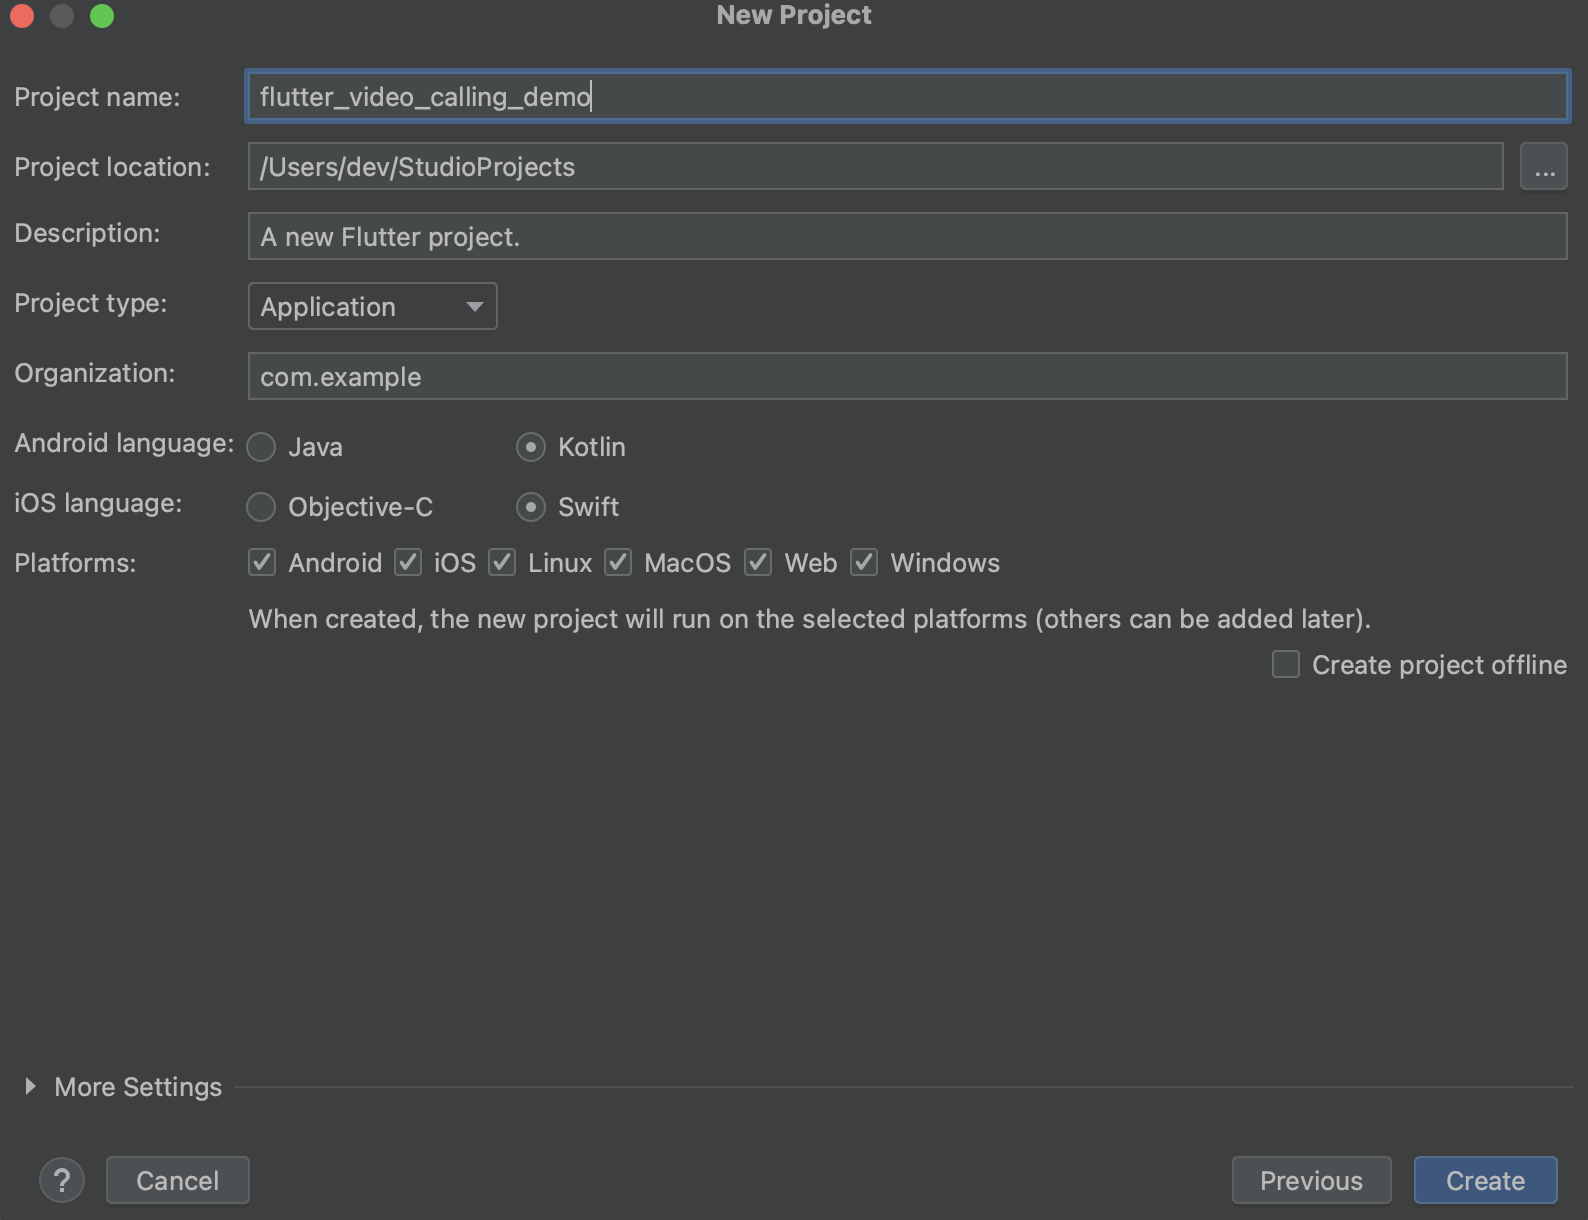 New Project
Project name: flutter_video_calling_demo
Project location: /Users/dev/StudioProjects ...
Description: A new Flutter project.
Project type: Application
Organization: com.example
Android language: Java Kotlin
iOS language: Objective-C Swift
Platforms: Android iOS Linux MacOS Web Windows
When created, the new project will run on the selected platforms (others can be added later).
Create project offline
More Settings
? Cancel Previous Create